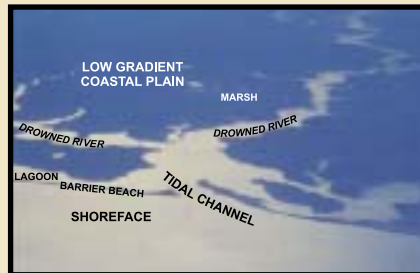 LOW GRADIENT
COASTAL PLAIN
MARSH
DROWNED RIVER
DROWNED RIVER
LAGOON
BARRIER BEACH
TIDAL CHANNEL
SHOREFACE